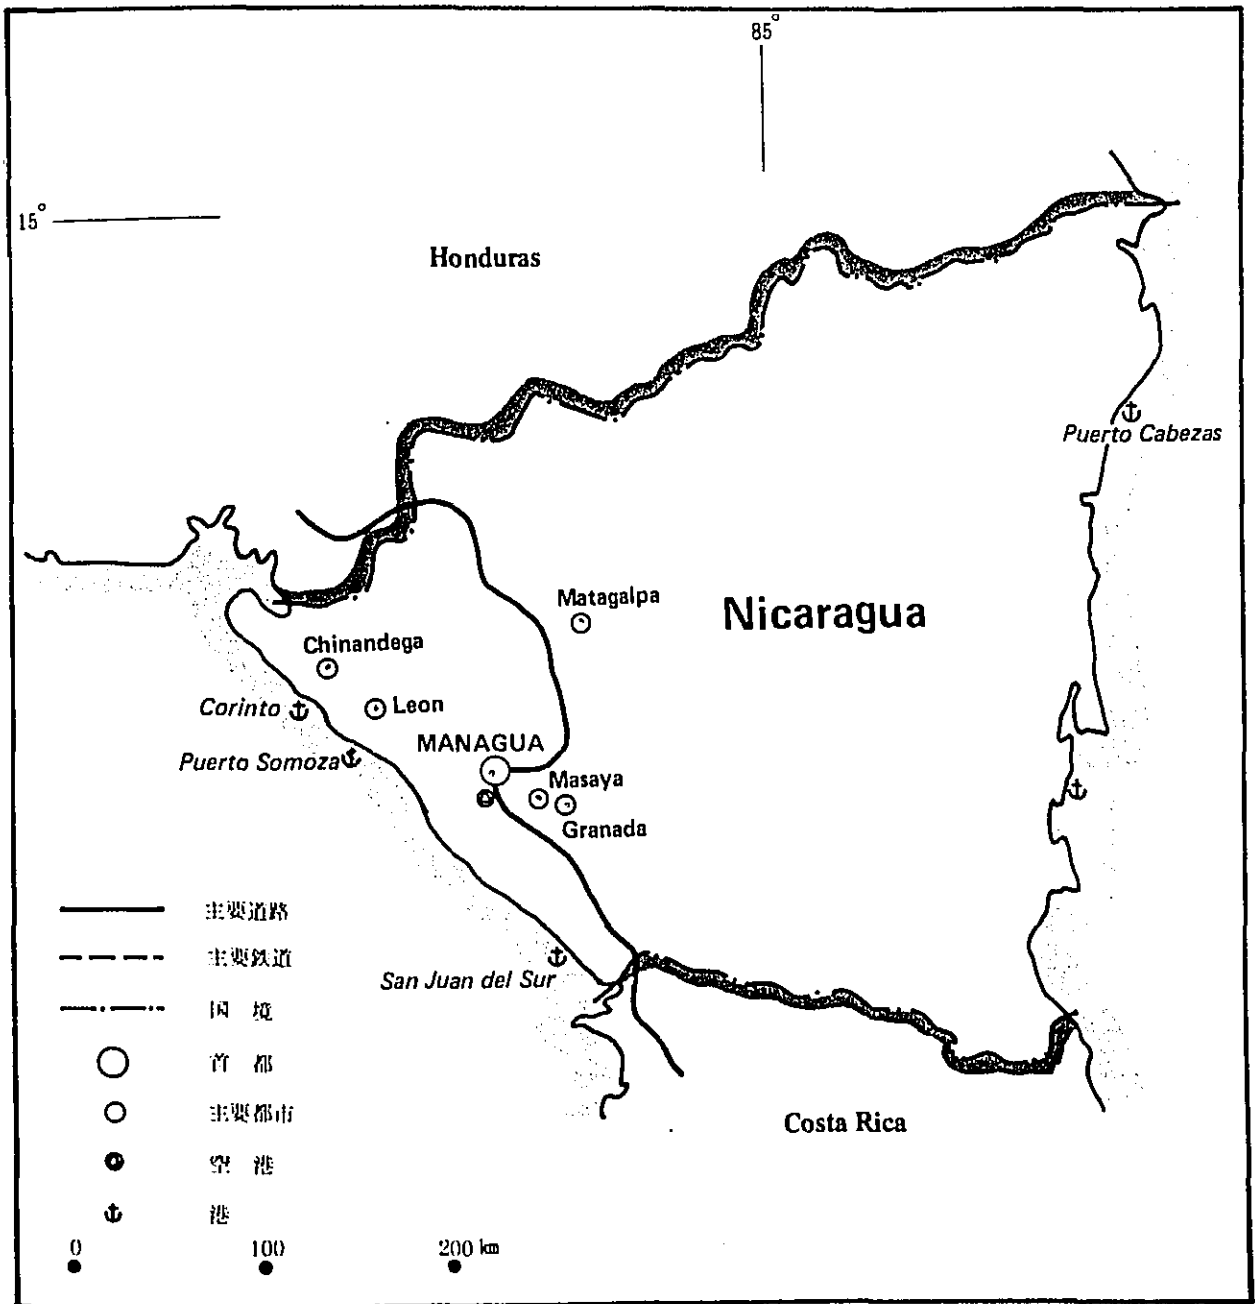 85°
15°
Honduras
Puerto Cabezas
Matagalpa
Nicaragua
Chinandega
Corinto
Leon
MANAGUA
Puerto Somoza
Masaya
Granada
主要道路
主要鉄道
San Juan del Sur
国 境
首 都
主要都市
Costa Rica
空 港
港
0 100 200 km